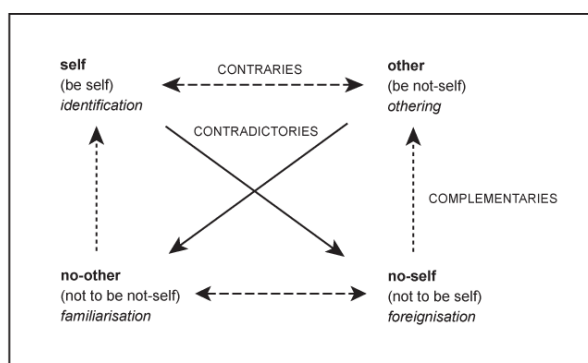 self
(be self)
identification
CONTRARIES
other
(be not-self)
othering
CONTRADICTORIES
COMPLEMENTARIES
no-other
(not to be not-self)
familiarisation
no-self
(not to be self)
foreignisation